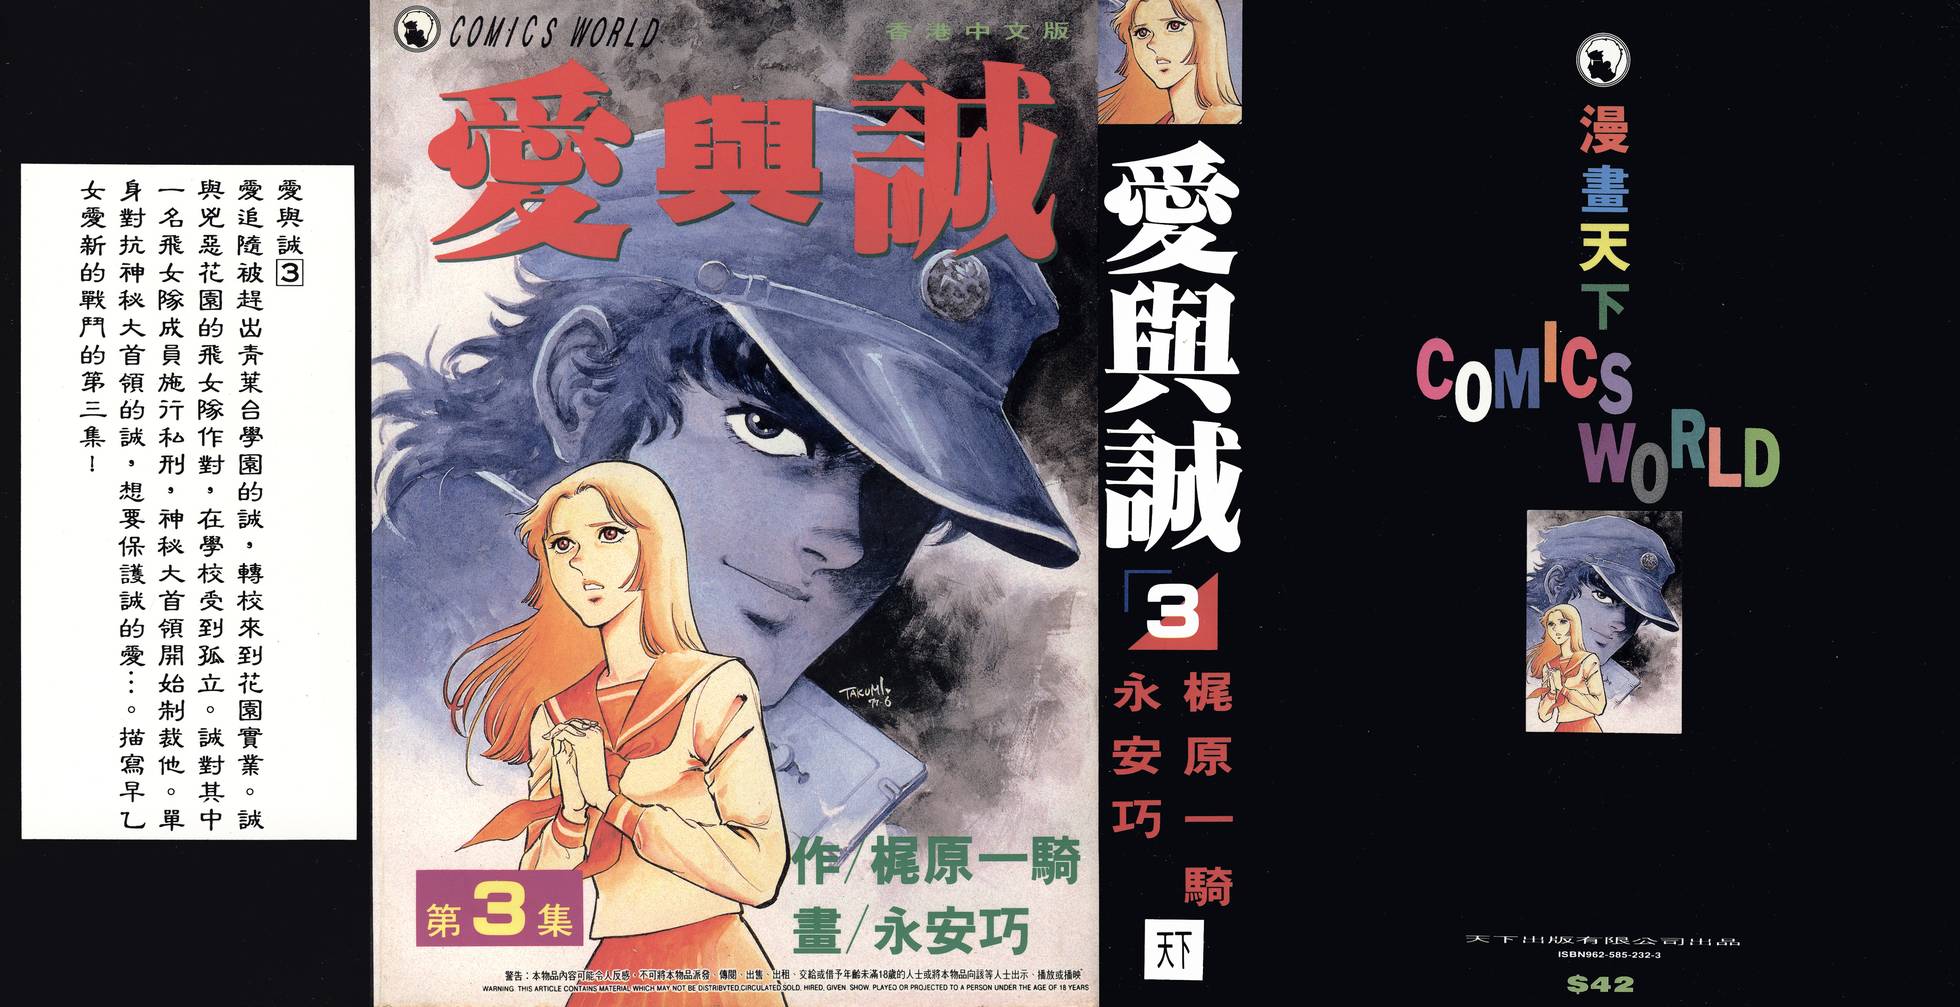 愛與誠3
愛追隨被趕出青葉台學園的誠，轉校來到花園實業。誠
與兇惡花園的飛女隊作對，在學校受到孤立。誠對其中
一名飛女隊成員施行私刑，神秘大首領開始制裁他。單
身對抗神秘大首領的誠，想要保護誠的愛…。描寫早乙
女愛新的戰鬥的第三集！
COMICS WORLD
香港中文版
愛與誠
TAKUMI
77-6
作/梶原一騎
畫/永安巧
第3集
警告：本物品內容可能令人反感，不可將本物品派發、傳閱、出售、出租、交給或借予年齡未滿18歲的人士或將本物品向該等人士出示、播放或播映
WARNING: THIS ARTICLE CONTAINS MATERIAL WHICH MAY NOT BE DISTRIBVTED,CIRCULATED,SOLD, HIRED, GIVEN, SHOW, PLAYED OR PROJECTED TO A PERSON UNDER THE AGE OF 18 YEARS
愛與誠
3
梶原一騎
永安巧
天下
漫畫天下
COMICS
WORLD
天下出版有限公司出品
ISBN962-585-232-3
$42